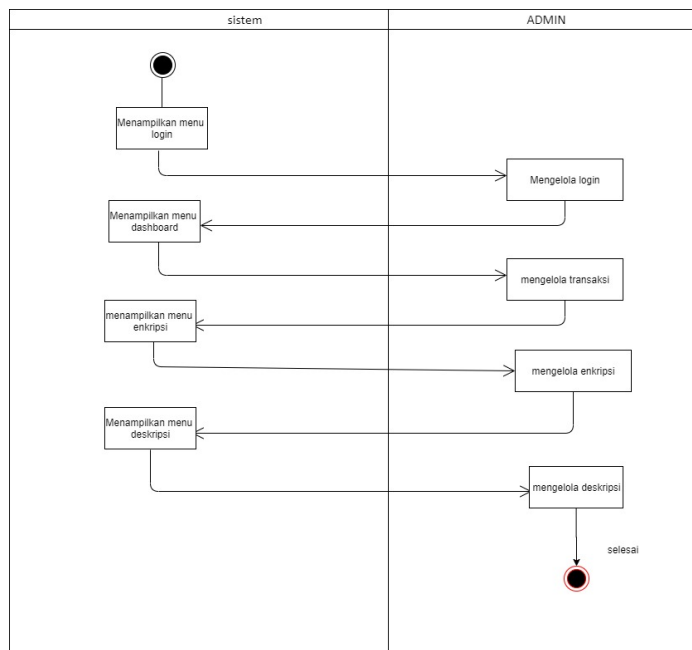 sistem
ADMIN
Menampilkan menu
login
Mengelola login
Menampilkan menu
dashboard
mengelola transaksi
menampilkan menu
enkripsi
mengelola enkripsi
Menampilkan menu
deskripsi
mengelola deskripsi
selesai